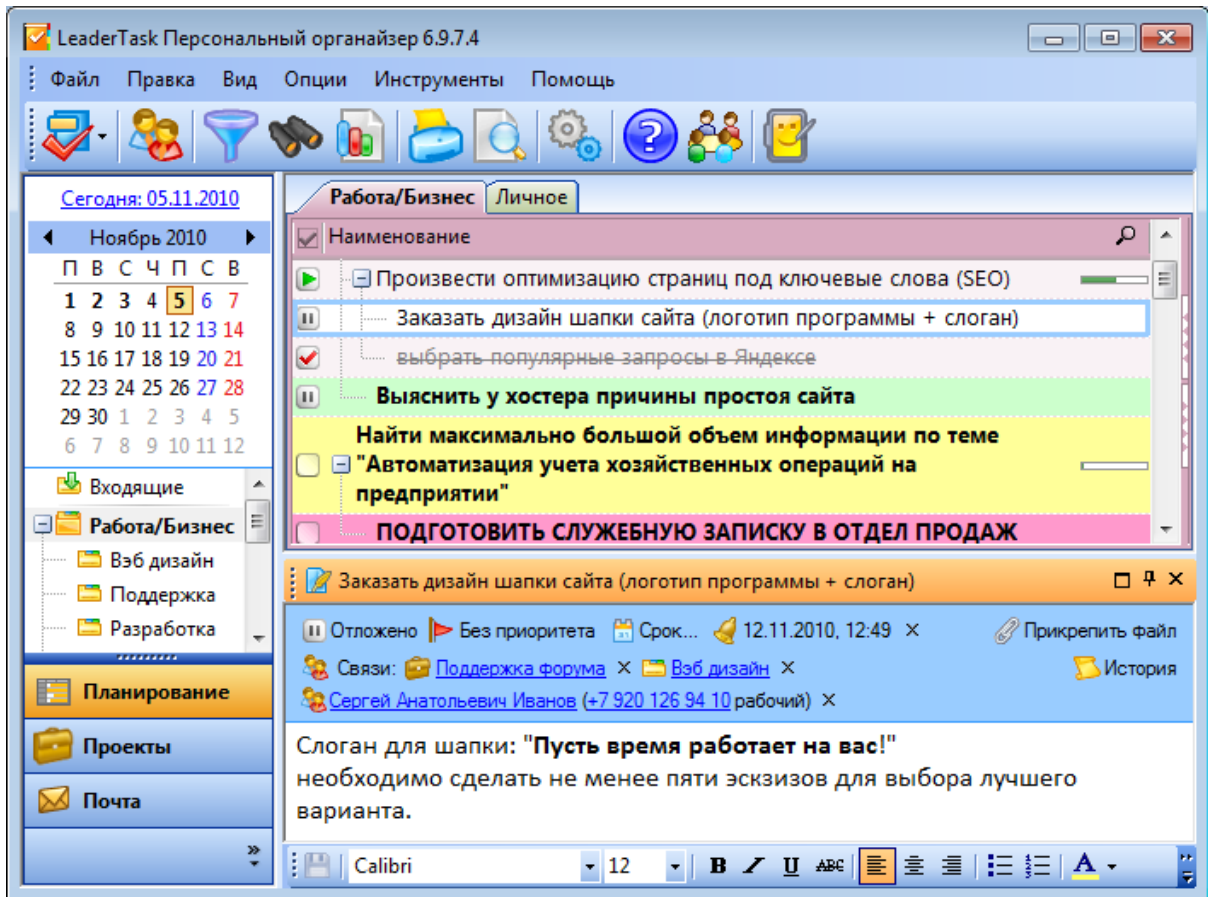 LeaderTask Персональный органайзер 6.9.7.4
Файл Правка Вид Опции Инструменты Помощь
Сегодня: 05.11.2010
Ноябрь 2010
П В С Ч П С В
1 2 3 4 5 6 7
8 9 10 11 12 13 14
15 16 17 18 19 20 21
22 23 24 25 26 27 28
29 30 1 2 3 4 5
6 7 8 9 10 11 12
Входящие
Работа/Бизнес
Вэб дизайн
Поддержка
Разработка
Планирование
Проекты
Почта
Работа/Бизнес Личное
Наименование
Произвести оптимизацию страниц под ключевые слова (SEO)
Заказать дизайн шапки сайта (логотип программы + слоган)
выбрать популярные запросы в Яндексе
Выяснить у хостера причины простоя сайта
Найти максимально большой объем информации по теме
"Автоматизация учета хозяйственных операций на
предприятии"
ПОДГОТОВИТЬ СЛУЖЕБНУЮ ЗАПИСКУ В ОТДЕЛ ПРОДАЖ
Заказать дизайн шапки сайта (логотип программы + слоган)
Отложено Без приоритета Срок... 12.11.2010, 12:49 Прикрепить файл
Связи: Поддержка форума Вэб дизайн История
Сергей Анатольевич Иванов (+7 920 126 94 10 рабочий)
Слоган для шапки: "Пусть время работает на вас!"
необходимо сделать не менее пяти эскизов для выбора лучшего
варианта.
Calibri 12 B I U ABC A